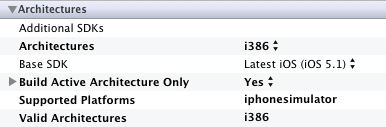 Architectures
Additional SDKs
Architectures i386
Base SDK Latest iOS (iOS 5.1)
Build Active Architecture Only Yes
Supported Platforms iphonesimulator
Valid Architectures i386